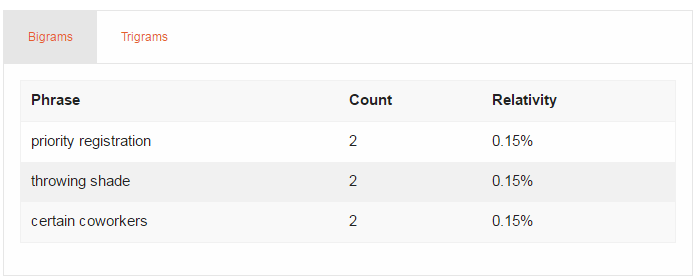 Bigrams Trigrams
Phrase Count Relativity
priority registration 2 0.15%
throwing shade 2 0.15%
certain coworkers 2 0.15%